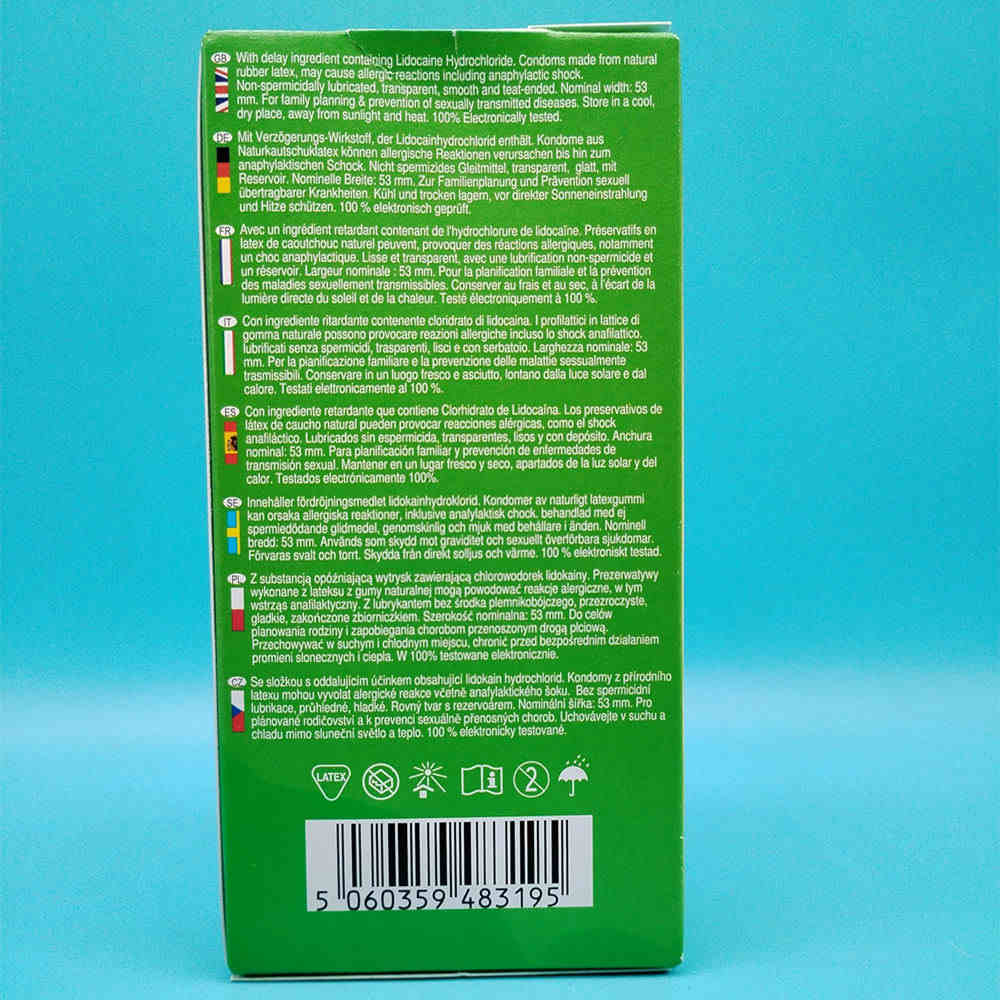 GB With delay ingredient containing Lidocaine Hydrochloride. Condoms made from natural
rubber latex, may cause allergic reactions including anaphylactic shock.
Non-spermicidally lubricated, transparent, smooth and teat-ended. Nominal width: 53
mm. For family planning & prevention of sexually transmitted diseases. Store in a cool,
dry place, away from sunlight and heat. 100% Electronically tested.
DE Mit Verzögerungs-Wirkstoff, der Lidocainhydrochlorid enthält. Kondome aus
Naturkautschuklatex können allergische Reaktionen verursachen bis hin zum
anaphylaktischen Schock. Nicht spermizides Gleitmittel, transparent, glatt, mit
Reservoir. Nominelle Breite: 53 mm. Zur Familienplanung und Prävention sexuell
übertragbarer Krankheiten. Kühl und trocken lagern, vor direkter Sonneneinstrahlung
und Hitze schützen. 100 % elektronisch geprüft.
FR Avec un ingrédient retardant contenant de l'hydrochlorure de lidocaïne. Préservatifs en
latex de caoutchouc naturel peuvent, provoquer des réactions allergiques, notamment
un choc anaphylactique. Lisse et transparent, avec une lubrification non-spermicide et
un réservoir. Largeur nominale : 53 mm. Pour la planification familiale et la prévention
des maladies sexuellement transmissibles. Conserver au frais et au sec, à l'écart de la
lumière directe du soleil et de la chaleur. Testé électroniquement à 100 %.
IT Con ingrediente ritardante contenente cloridrato di lidocaina. I profilattici in lattice di
gomma naturale possono provocare reazioni allergiche incluso lo shock anafilattico.
lubrificati senza spermicidi, trasparenti, lisci e con serbatoio. Larghezza nominale: 53
mm. Per la pianificazione familiare e la prevenzione delle malattie sessualmente
trasmissibili. Conservare in un luogo fresco e asciutto, lontano dalla luce solare e dal
calore. Testati elettronicamente al 100 %.
ES Con ingrediente retardante que contiene Clorhidrato de Lidocaína. Los preservativos de
látex de caucho natural pueden provocar reacciones alérgicas, como el shock
anafiláctico. Lubricados sin espermicida, transparentes, lisos y con depósito. Anchura
nominal: 53 mm. Para planificación familiar y prevención de enfermedades de
transmisión sexual. Mantener en un lugar fresco y seco, apartados de la luz solar y del
calor. Testados electrónicamente 100%.
SE Innehåller fördröjningsmedlet lidokainhydroklorid. Kondomer av naturligt latexgummi
kan orsaka allergiska reaktioner, inklusive anafylaktisk chock. behandlad med ej
spermiedödande glidmedel, genomskinlig och mjuk med behållare i änden. Nominell
bredd: 53 mm. Används som skydd mot graviditet och sexuellt överförbara sjukdomar.
Förvaras svalt och torrt. Skydda från direkt solljus och värme. 100 % elektroniskt testad.
PL Z substancją opóźniającą wytrysk zawierającą chlorowodorek lidokainy. Prezerwatywy
wykonane z lateksu z gumy naturalnej mogą powodować reakcje alergiczne, w tym
wstrząs anafilaktyczny. Z lubrykantem bez środka plemnikobójczego, przezroczyste,
gładkie, zakończone zbiorniczkiem. Szerokość nominalna: 53 mm. Do celów
planowania rodziny i zapobiegania chorobom przenoszonym drogą płciową.
Przechowywać w suchym i chłodnym miejscu, chronić przed bezpośrednim działaniem
promieni słonecznych i ciepła. W 100% testowane elektronicznie.
CZ Se složkou s oddalujícím účinkem obsahující lidokain hydrochlorid. Kondomy z přírodního
latexu mohou vyvolat alergické reakce včetně anafylaktického šoku. Bez spermicidní
lubrikace, průhledné, hladké. Rovný tvar s rezervoárem. Nominální šířka: 53 mm. Pro
plánované rodičovství a k prevenci sexuálně přenosných chorob. Uchovávejte v suchu a
chladu mimo sluneční světlo a teplo. 100 % elektronicky testované.
LATEX 2
5 060359 483195